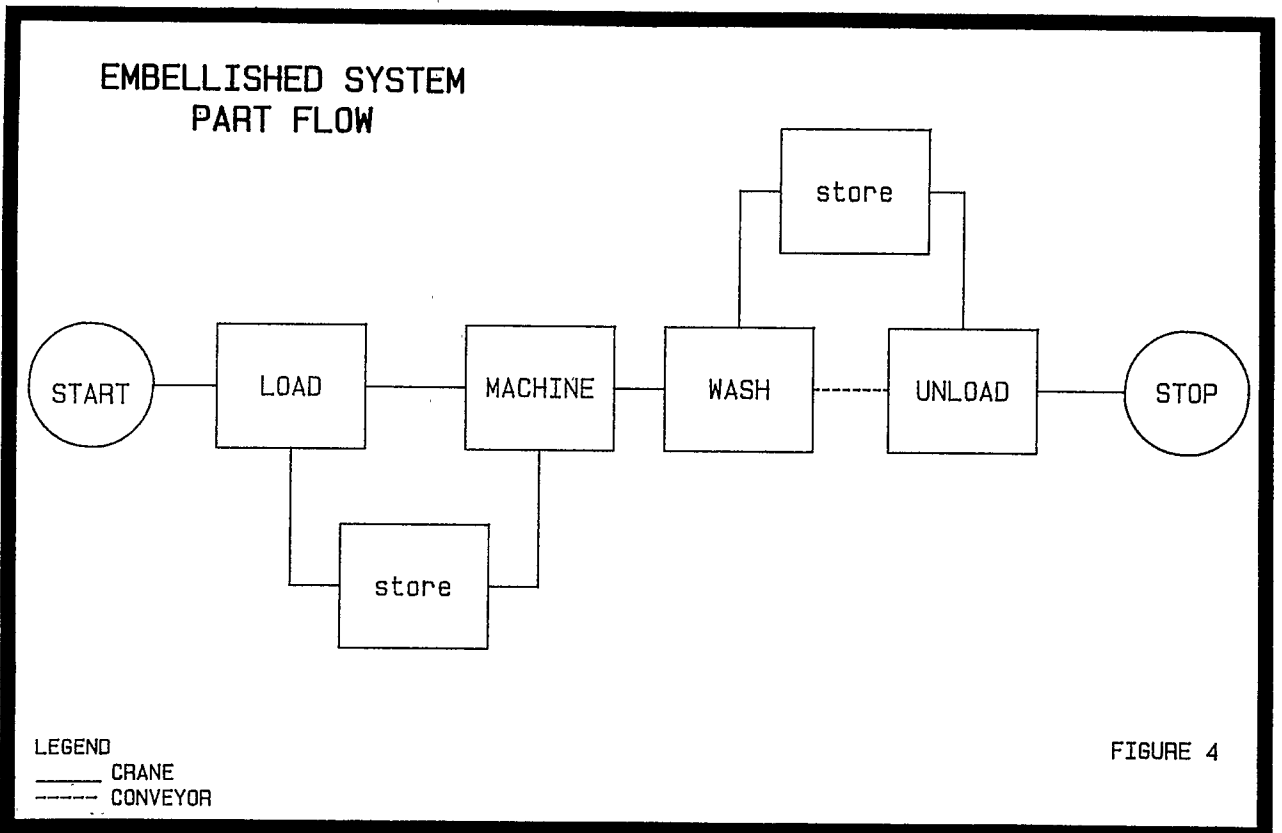 EMBELLISHED SYSTEM
PART FLOW
store
START
LOAD
MACHINE
WASH
UNLOAD
STOP
store
LEGEND
CRANE
CONVEYOR
FIGURE 4